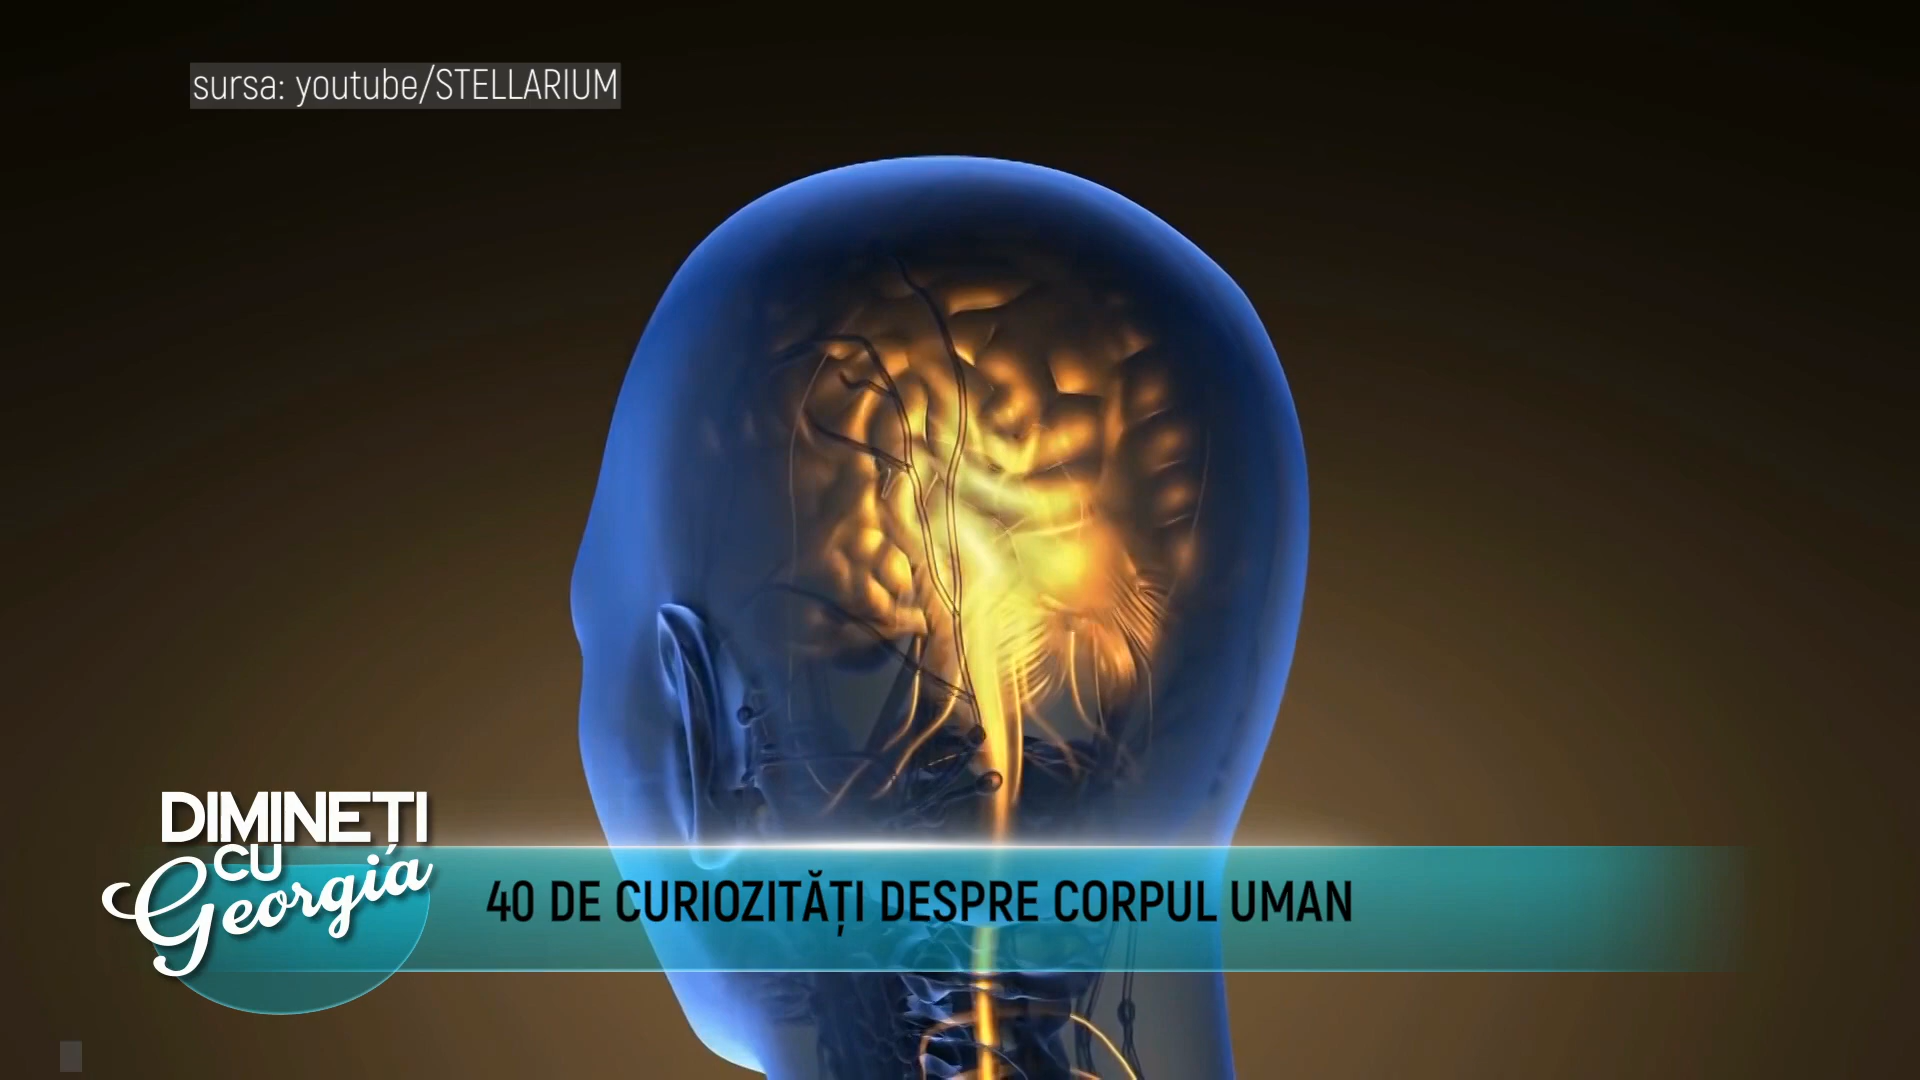 sursa: youtube/STELLARIUM
DIMINEȚI
CU
Georgia
40 DE CURIOZITĂȚI DESPRE CORPUL UMAN